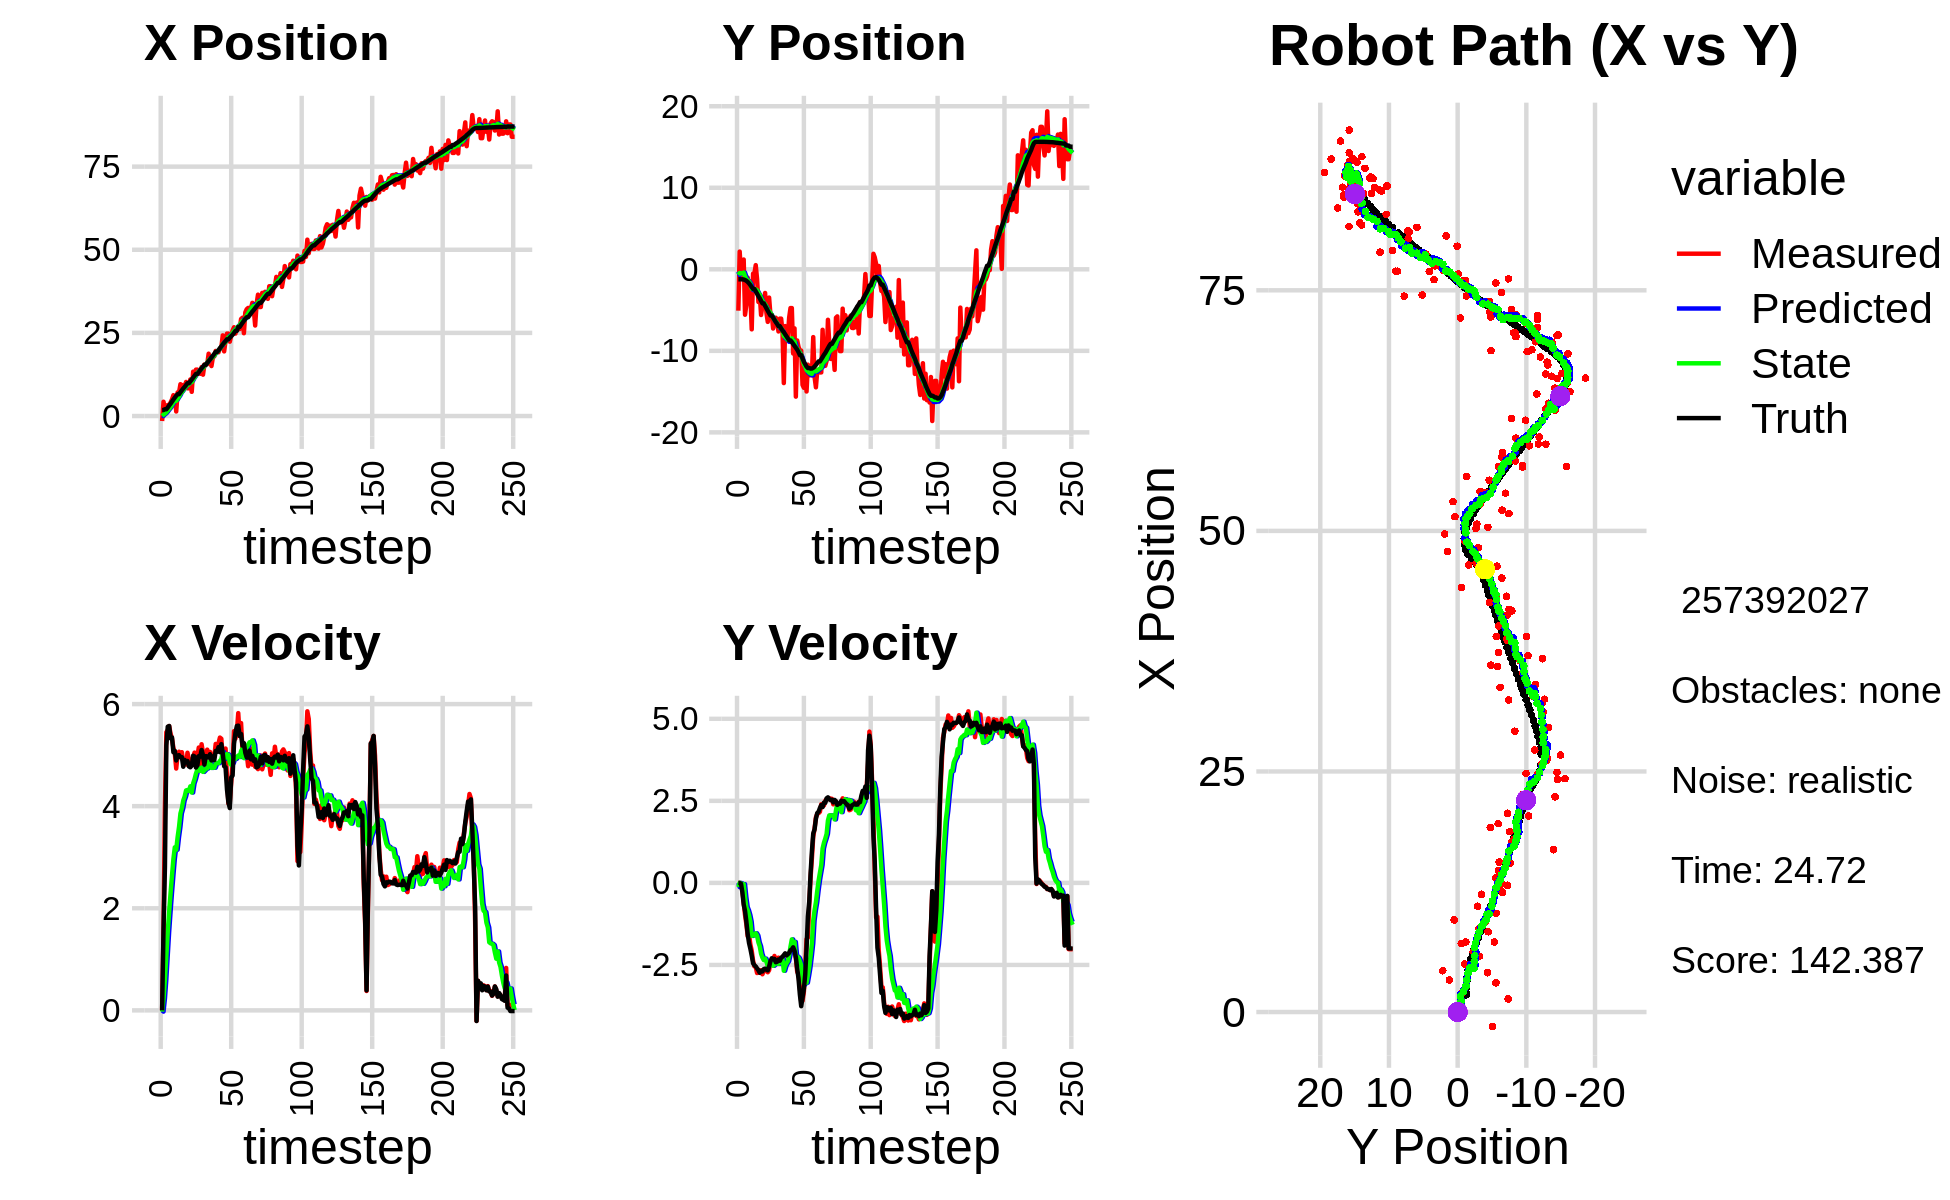 X Position
75
50
25
0
0
50
100
150
200
250
timestep
Y Position
20
10
0
-10
-20
0
50
100
150
200
250
timestep
X Velocity
6
4
2
0
0
50
100
150
200
250
timestep
Y Velocity
5.0
2.5
0.0
-2.5
0
50
100
150
200
250
timestep
Robot Path (X vs Y)
X Position
75
50
25
0
20 10 0 -10 -20
Y Position
variable
Measured
Predicted
State
Truth
257392027
Obstacles: none
Noise: realistic
Time: 24.72
Score: 142.387